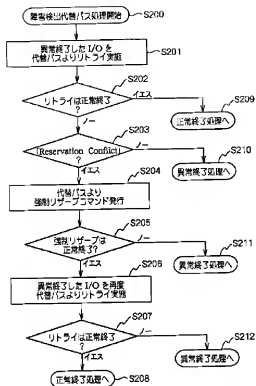 障害検出代替パス処理開始 S200
異常終了したI/Oを S201
代替パスよりリトライ実施
リトライは正常終了 S202
?
イエス
ノー
S209
正常終了処理へ
S203
[Reservation Conflict]
?
ノー
イエス
S210
異常終了処理へ
S204
代替パスより
強制リザーブコマンド発行
S205
強制リザーブは
正常終了?
ノー
イエス
S211
異常終了処理へ
S206
異常終了したI/Oを再度
代替パスよりリトライ実施
S207
リトライは正常終了
?
ノー
イエス
S212
異常終了処理へ
正常終了処理へ S208